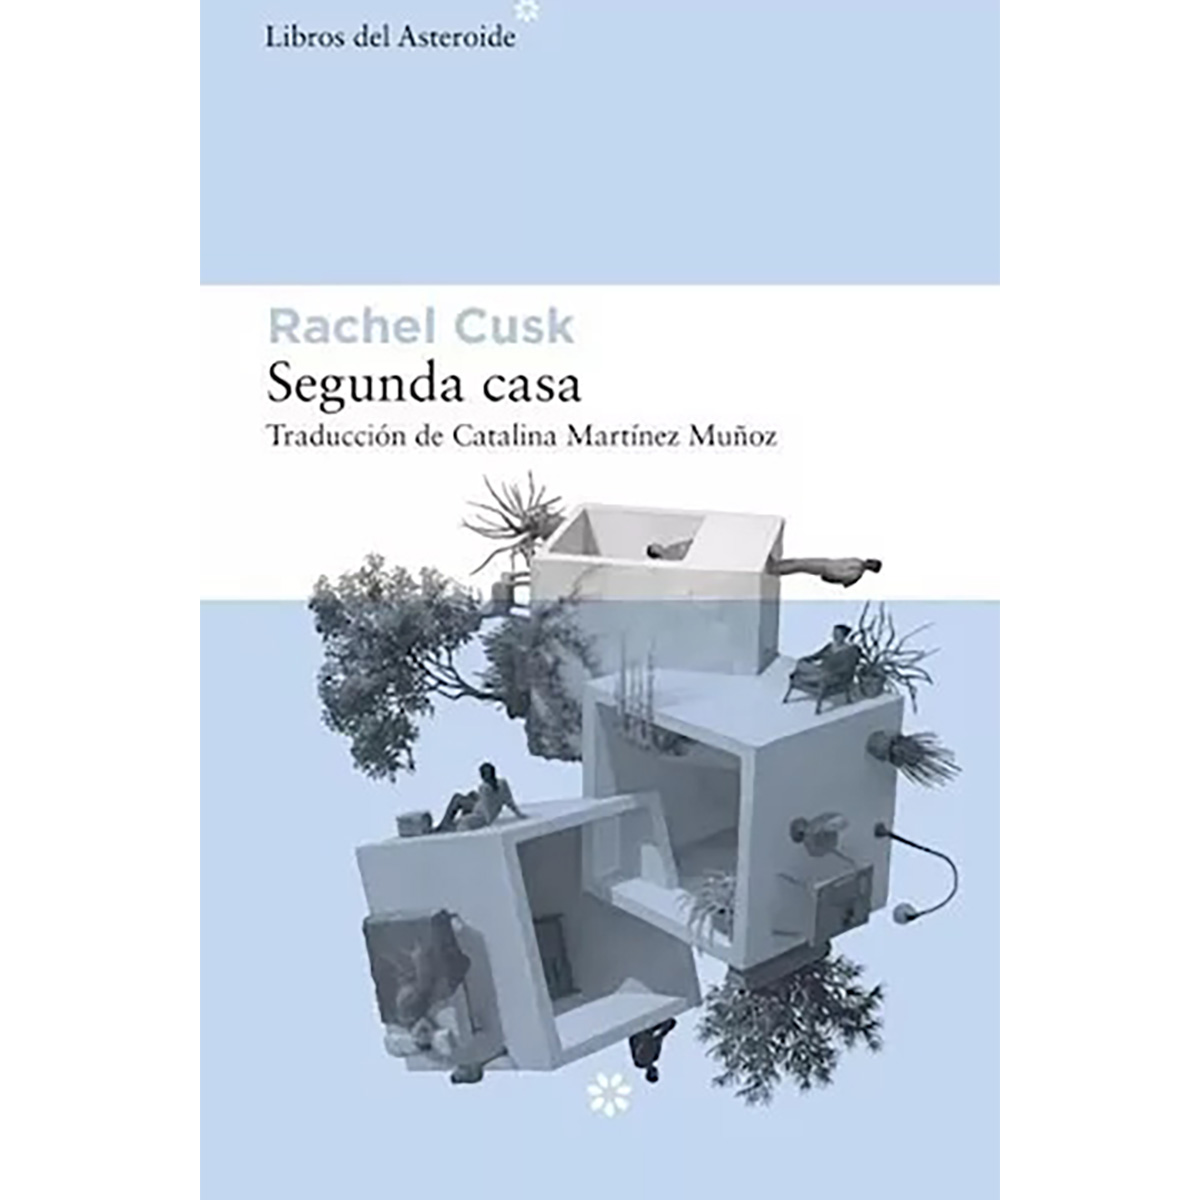 Libros del Asteroide
Rachel Cusk
Segunda casa
Traducción de Catalina Martínez Muñoz